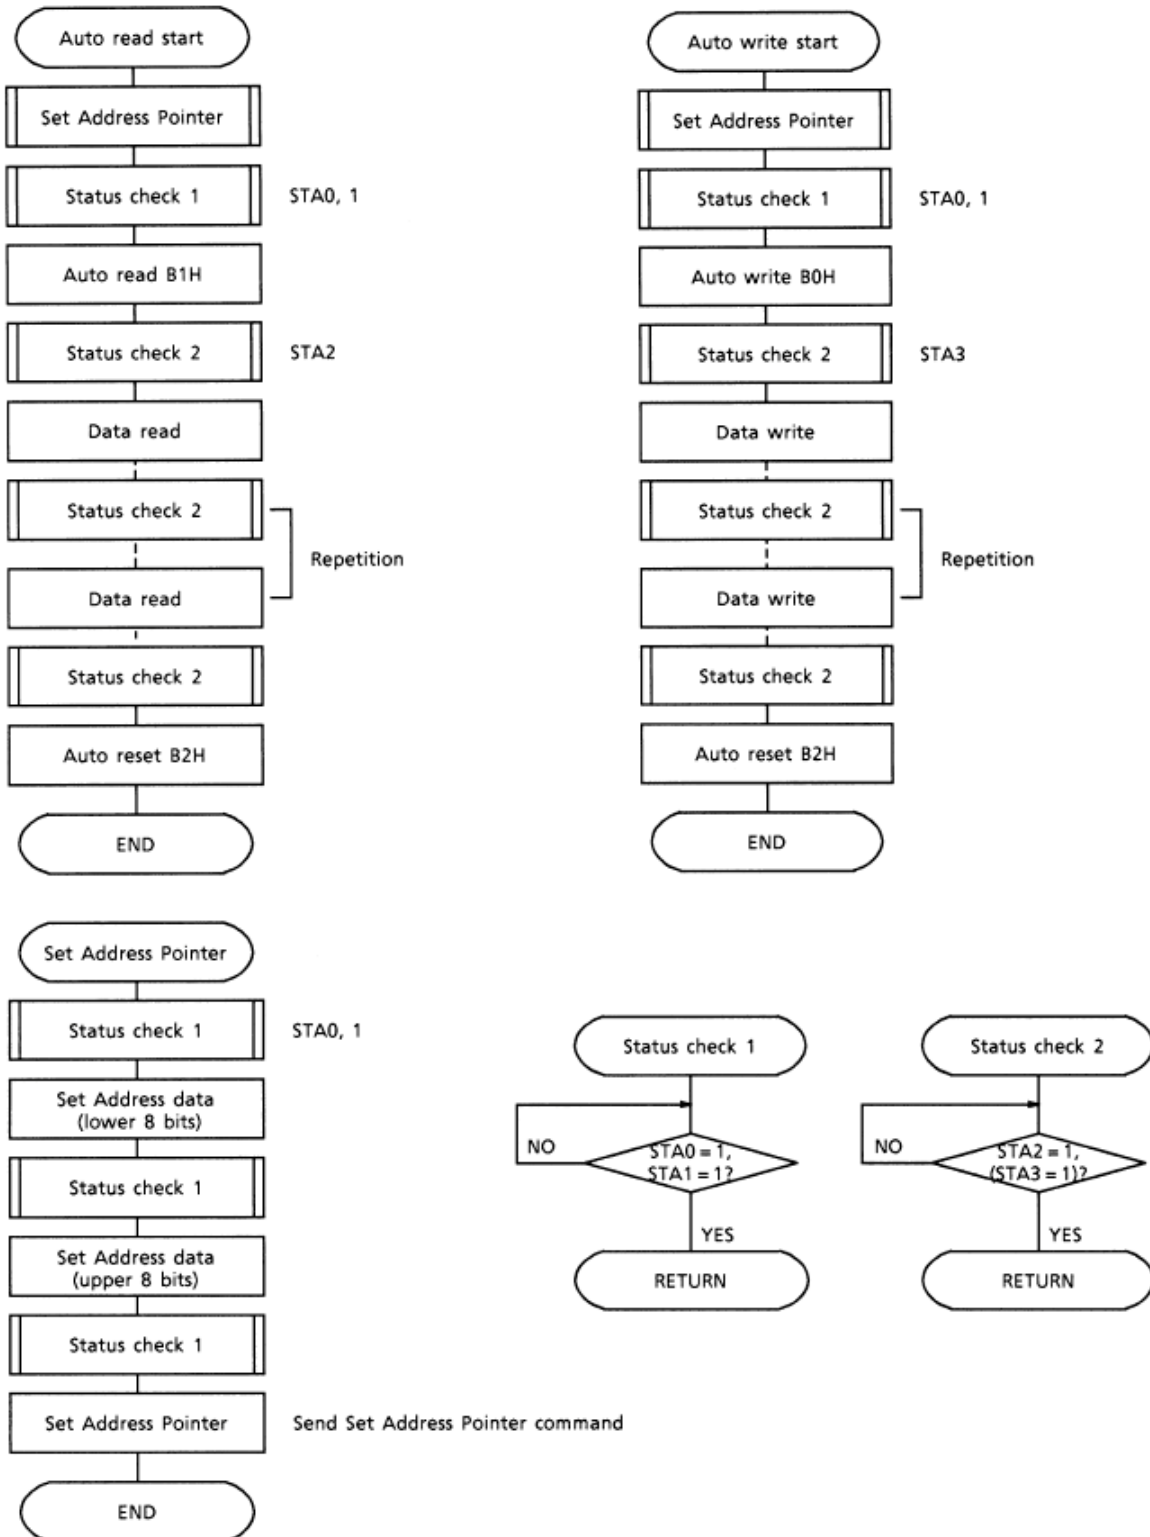 Auto read start
Set Address Pointer
Status check 1
STA0, 1
Auto read B1H
Status check 2
STA2
Data read
Status check 2
Repetition
Data read
Status check 2
Auto reset B2H
END
Auto write start
Set Address Pointer
Status check 1
STA0, 1
Auto write B0H
Status check 2
STA3
Data write
Status check 2
Repetition
Data write
Status check 2
Auto reset B2H
END
Set Address Pointer
Status check 1
STA0, 1
Set Address data
(lower 8 bits)
Status check 1
Set Address data
(upper 8 bits)
Status check 1
Set Address Pointer
Send Set Address Pointer command
END
Status check 1
NO
STA0 = 1,
STA1 = 1?
YES
RETURN
Status check 2
NO
STA2 = 1,
(STA3 = 1)?
YES
RETURN